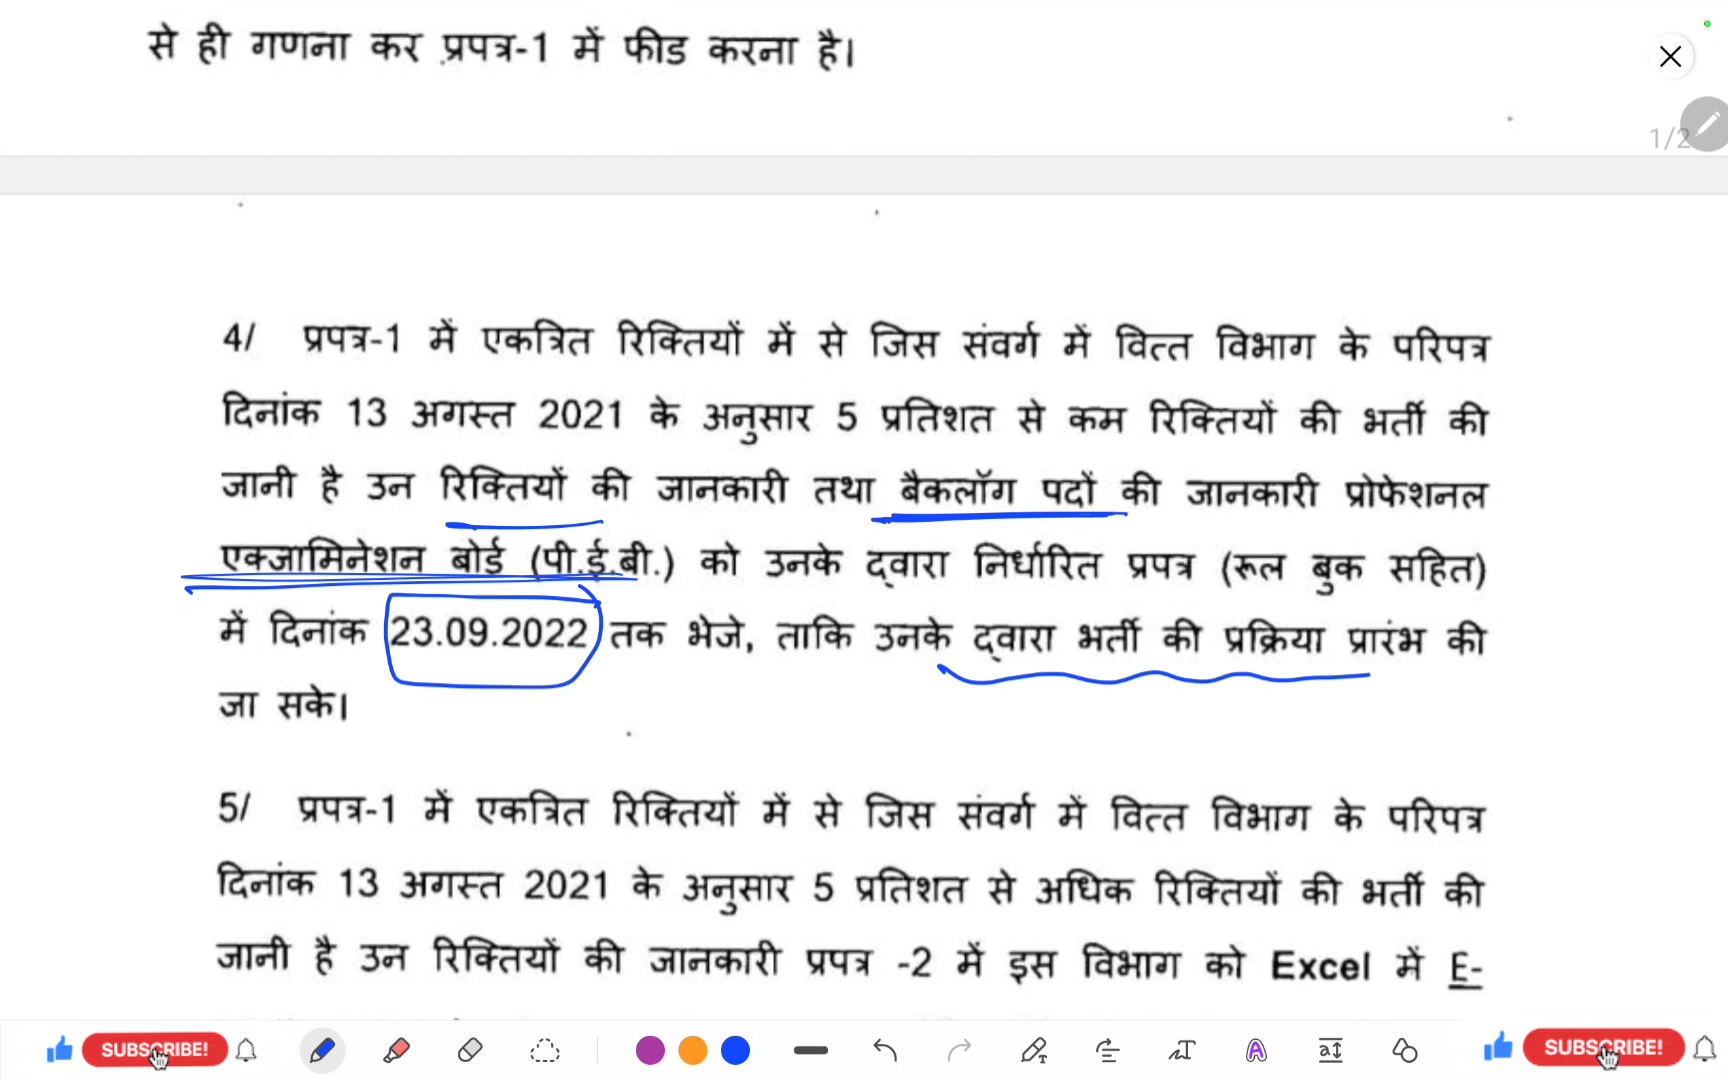 से ही गणना कर प्रपत्र-1 में फीड करना है।
1/2
4/ प्रपत्र-1 में एकत्रित रिक्तियों में से जिस संवर्ग में वित्त विभाग के परिपत्र
दिनांक 13 अगस्त 2021 के अनुसार 5 प्रतिशत से कम रिक्तियों की भर्ती की
जानी है उन रिक्तियों की जानकारी तथा बैकलॉग पदों की जानकारी प्रोफेशनल
एक्जामिनेशन बोर्ड (पी.ई.बी.) को उनके द्वारा निर्धारित प्रपत्र (रूल बुक सहित)
में दिनांक 23.09.2022 तक भेजे, ताकि उनके द्वारा भर्ती की प्रक्रिया प्रारंभ की
जा सके।
5/ प्रपत्र-1 में एकत्रित रिक्तियों में से जिस संवर्ग में वित्त विभाग के परिपत्र
दिनांक 13 अगस्त 2021 के अनुसार 5 प्रतिशत से अधिक रिक्तियों की भर्ती की
जानी है उन रिक्तियों की जानकारी प्रपत्र -2 में इस विभाग को Excel में E-
SUBSCRIBE! SUBSCRIBE!